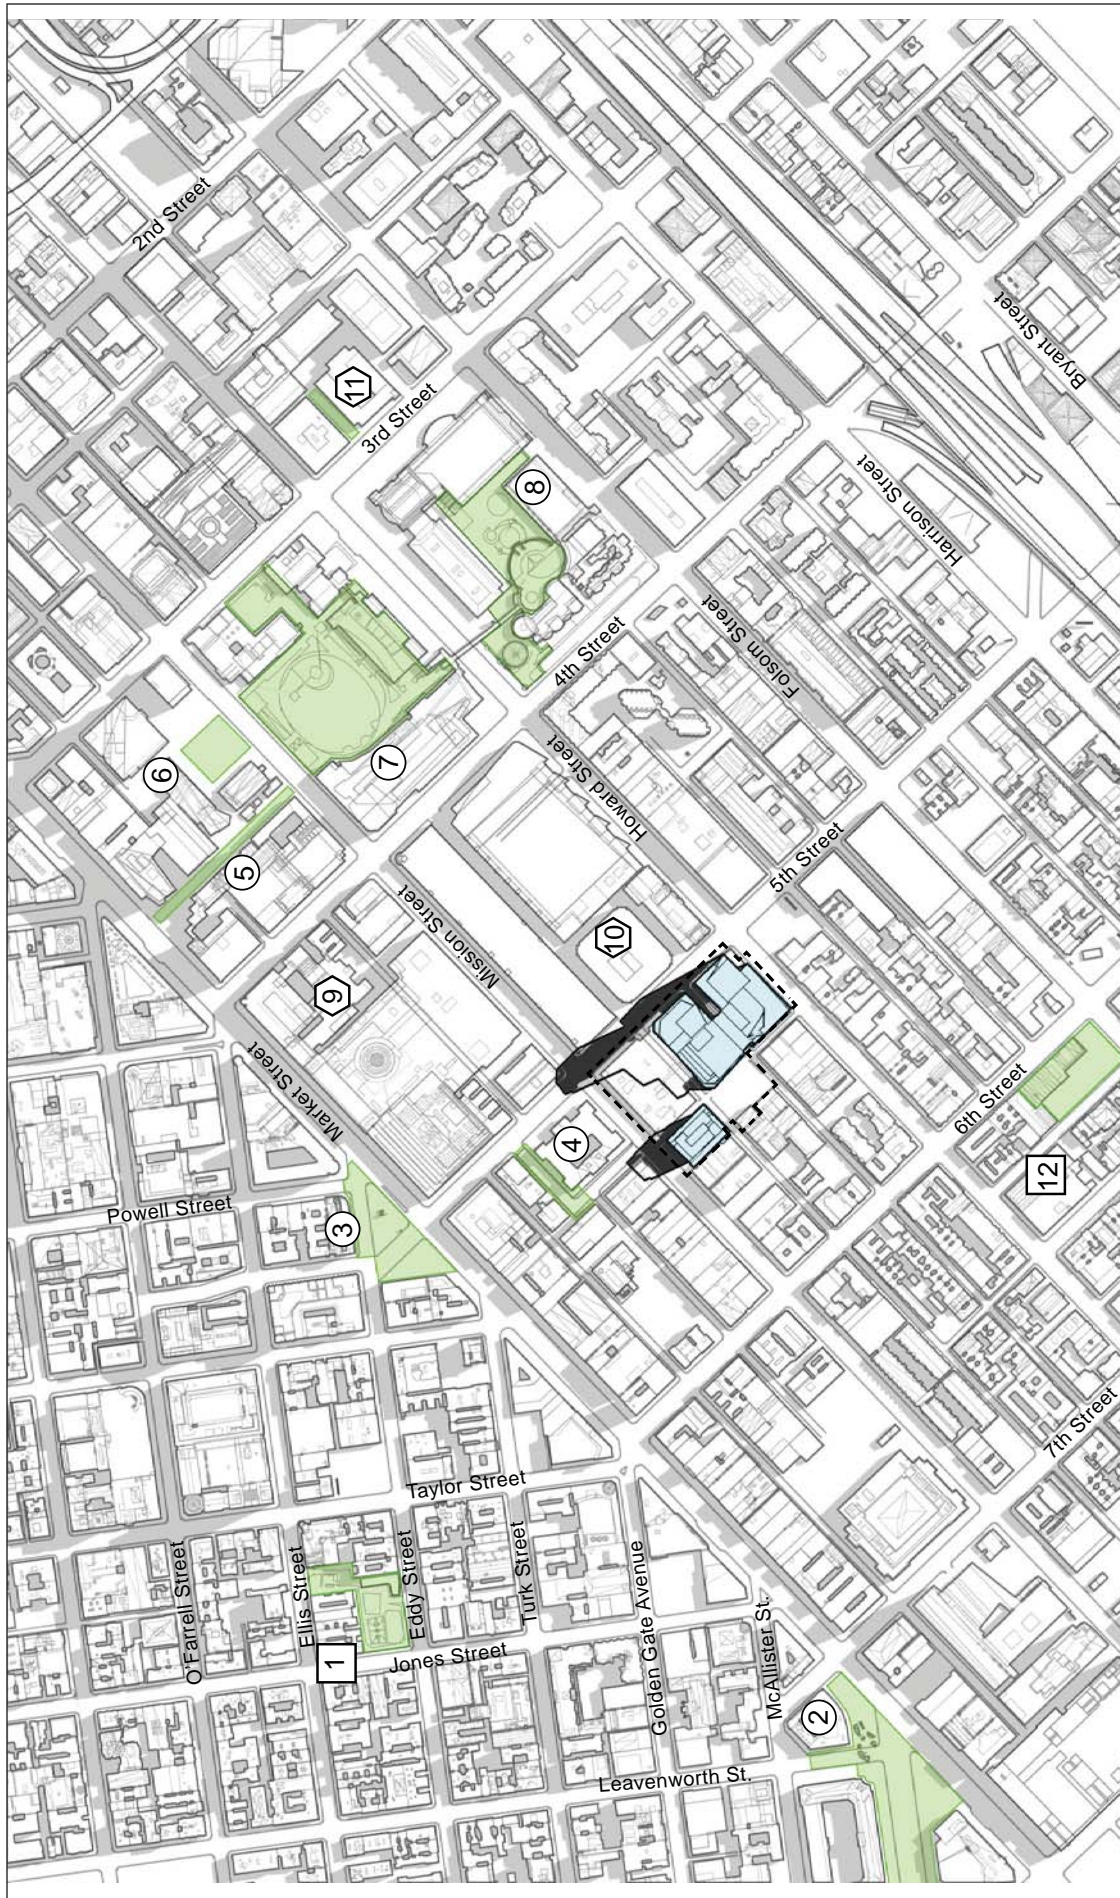 2nd Street
11
3rd Street
8
Bryant Street
Harrison Street
4th Street
Folsom Street
6
7
Howard Street
5
5th Street
Mission Street
10
9
Market Street
4
6th Street
12
Powell Street
3
7th Street
Taylor Street
O'Farrell Street
Ellis Street
Eddy Street
Turk Street
Golden Gate Avenue
1
Jones Street
McAllister St.
2
Leavenworth St.